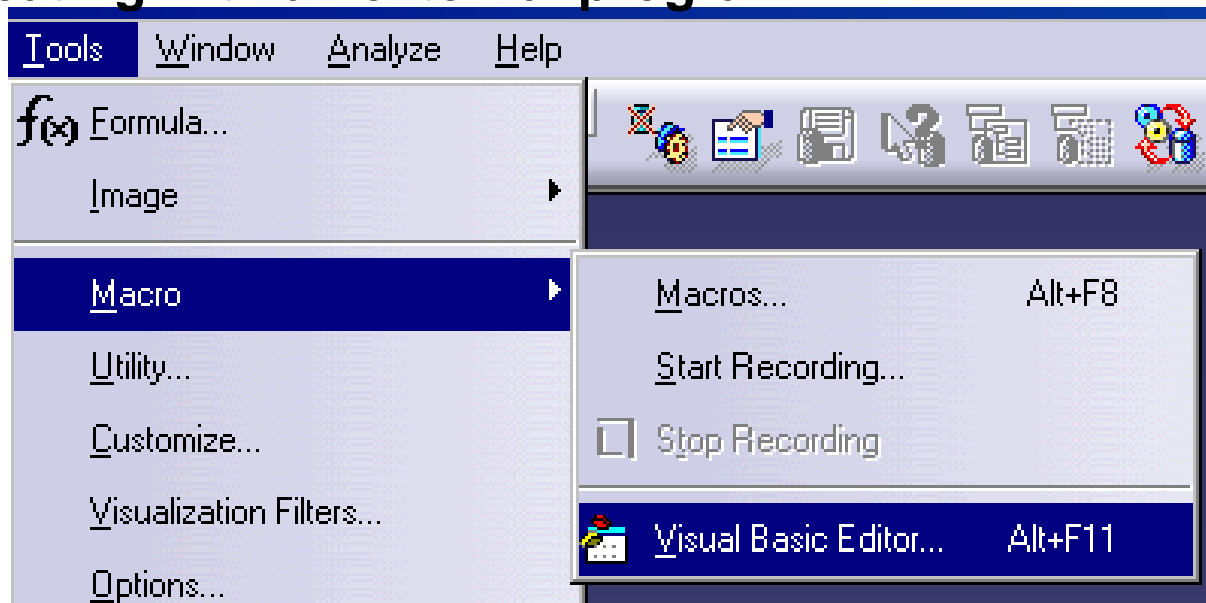 Tools Window Analyze Help
f(x) Formula...
Image
Macro
Utility...
Customize...
Visualization Filters...
Options...
Macros... Alt+F8
Start Recording...
Stop Recording
Visual Basic Editor... Alt+F11